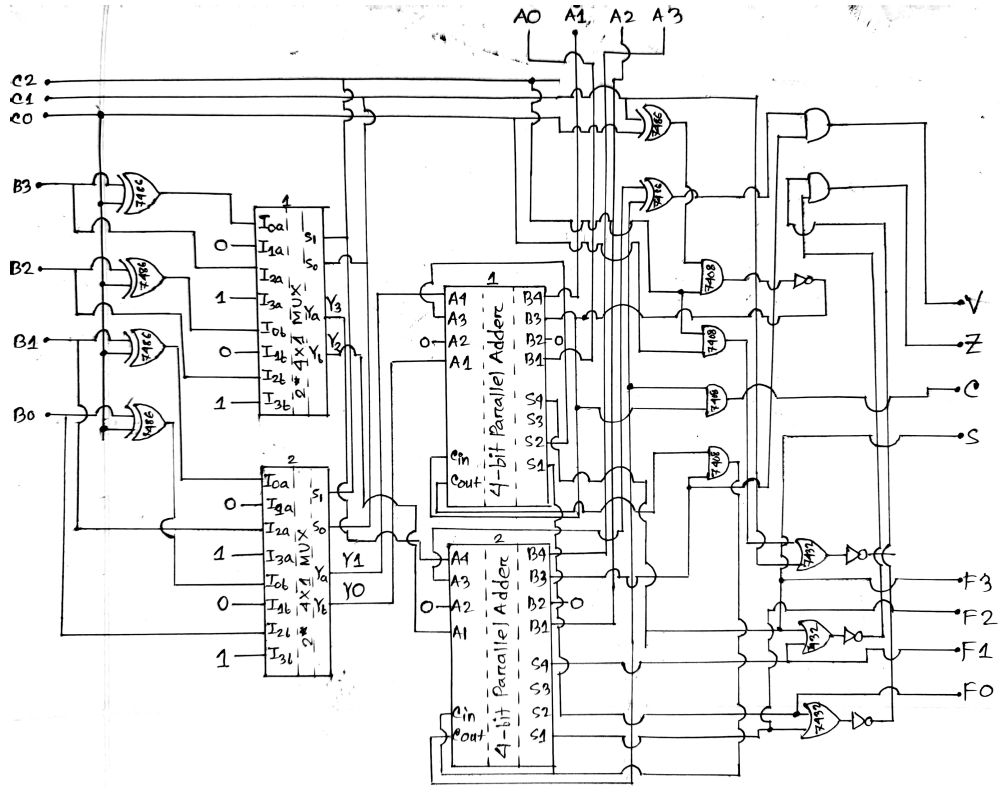 A0 A1 A2 A3
C2
C1
C0
B3
B2
B1
B0
7486
7486
7486
7486
7486
7486
1
2* 4x1 MUX
I0a
I1a
I2a
I3a
I0b
I1b
I2b
I3b
S1
S0
Ya
Yb
0
1
0
1
Y3
Y2
2
2* 4x1 MUX
I0a
I1a
I2a
I3a
I0b
I1b
I2b
I3b
S1
S0
Ya
Yb
0
1
0
1
Y1
Y0
1
4-bit Parallel Adder
A4
A3
0 A2
A1
Cin
Cout
B4
B3
B2 0
B1
S4
S3
S2
S1
2
4-bit Parallel Adder
A4
A3
0 A2
A1
Cin
Cout
B4
B3
B2 0
B1
S4
S3
S2
S1
7408
7408
7408
7408
7432
7432
7432
V
Z
C
S
F3
F2
F1
F0